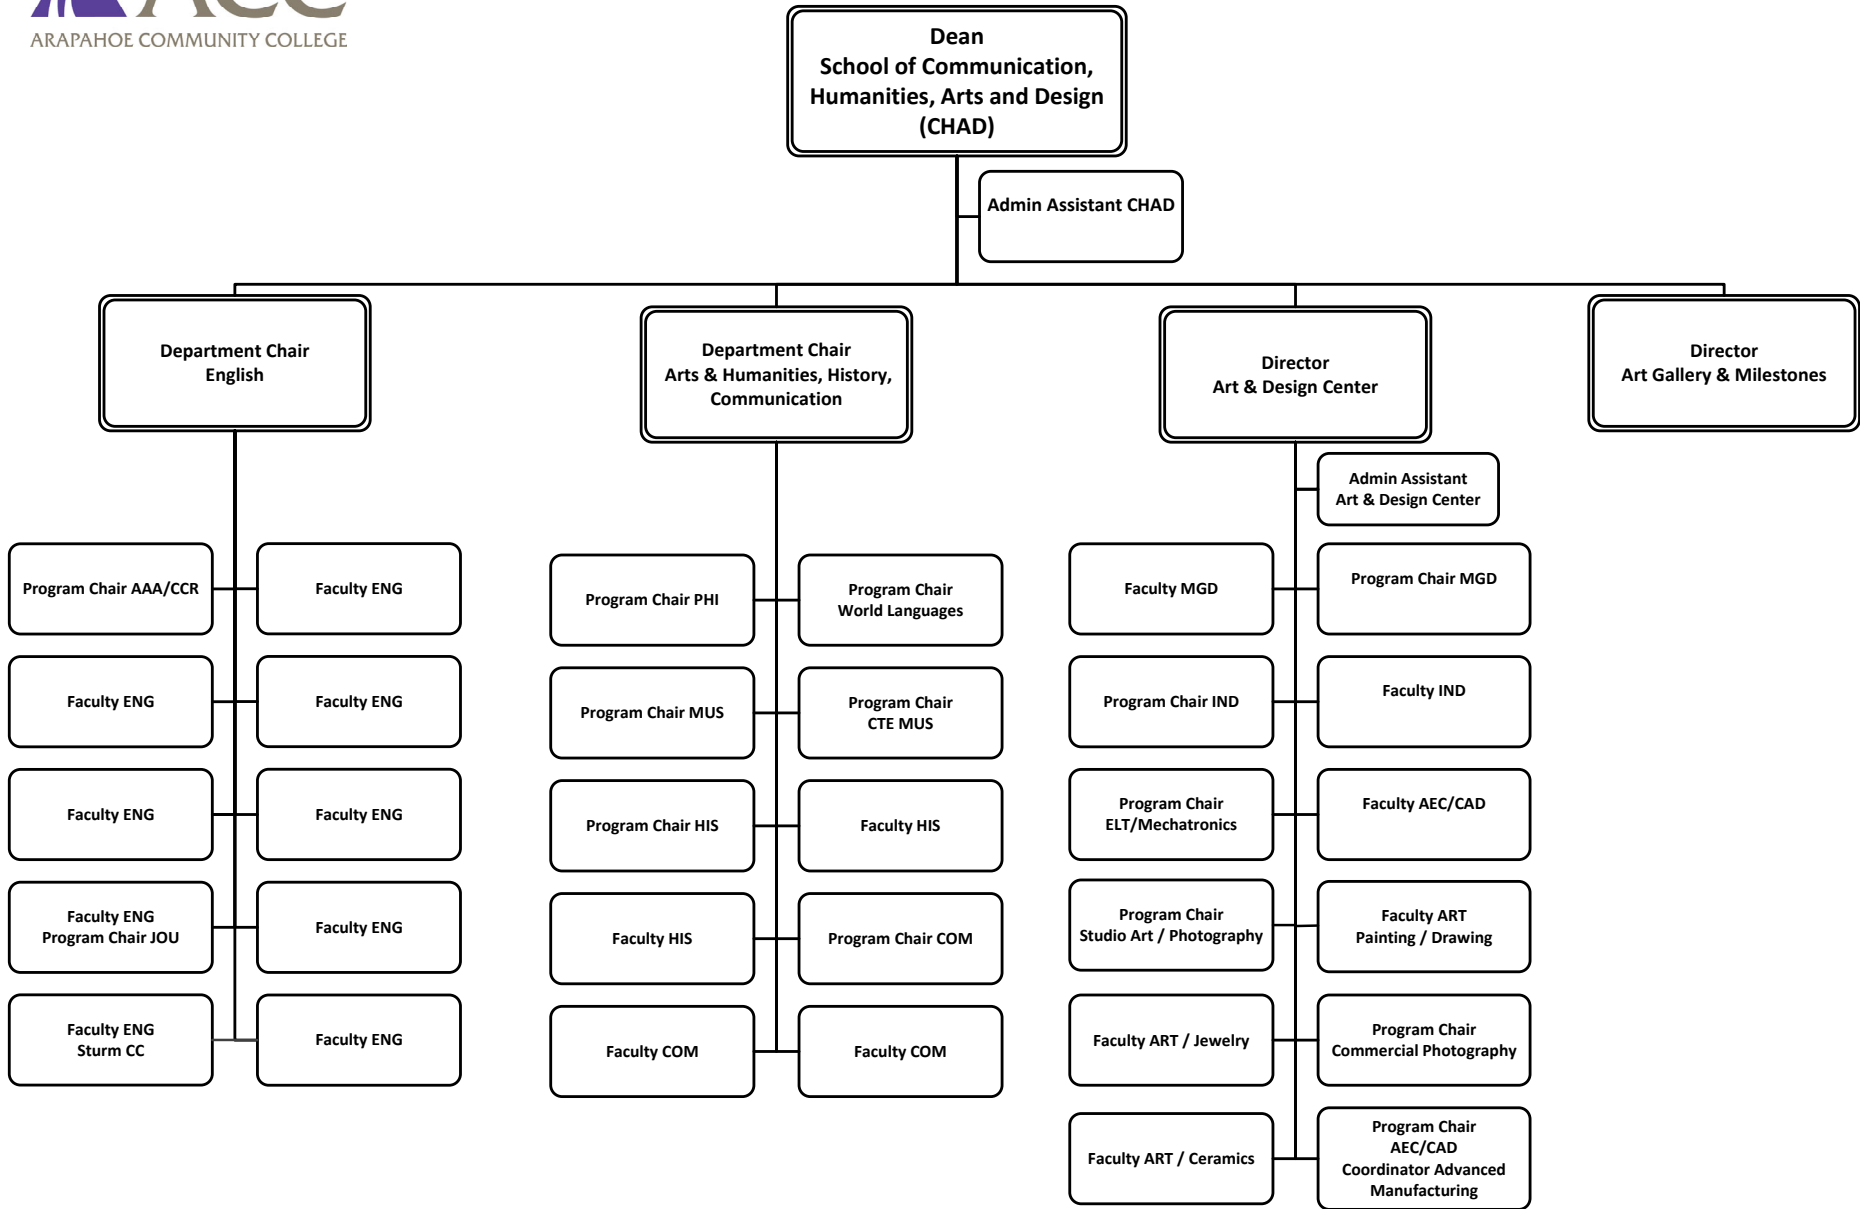 ACC
ARAPAHOE COMMUNITY COLLEGE
Dean
School of Communication,
Humanities, Arts and Design
(CHAD)
Admin Assistant CHAD
Department Chair
English
Department Chair
Arts & Humanities, History,
Communication
Director
Art & Design Center
Director
Art Gallery & Milestones
Admin Assistant
Art & Design Center
Program Chair AAA/CCR
Faculty ENG
Faculty ENG
Faculty ENG
Faculty ENG
Faculty ENG
Faculty ENG
Program Chair JOU
Faculty ENG
Faculty ENG
Sturm CC
Faculty ENG
Program Chair PHI
Program Chair
World Languages
Program Chair MUS
Program Chair
CTE MUS
Program Chair HIS
Faculty HIS
Faculty HIS
Program Chair COM
Faculty COM
Faculty COM
Faculty MGD
Program Chair MGD
Program Chair IND
Faculty IND
Program Chair
ELT/Mechatronics
Faculty AEC/CAD
Program Chair
Studio Art / Photography
Faculty ART
Painting / Drawing
Faculty ART / Jewelry
Program Chair
Commercial Photography
Faculty ART / Ceramics
Program Chair
AEC/CAD
Coordinator Advanced
Manufacturing